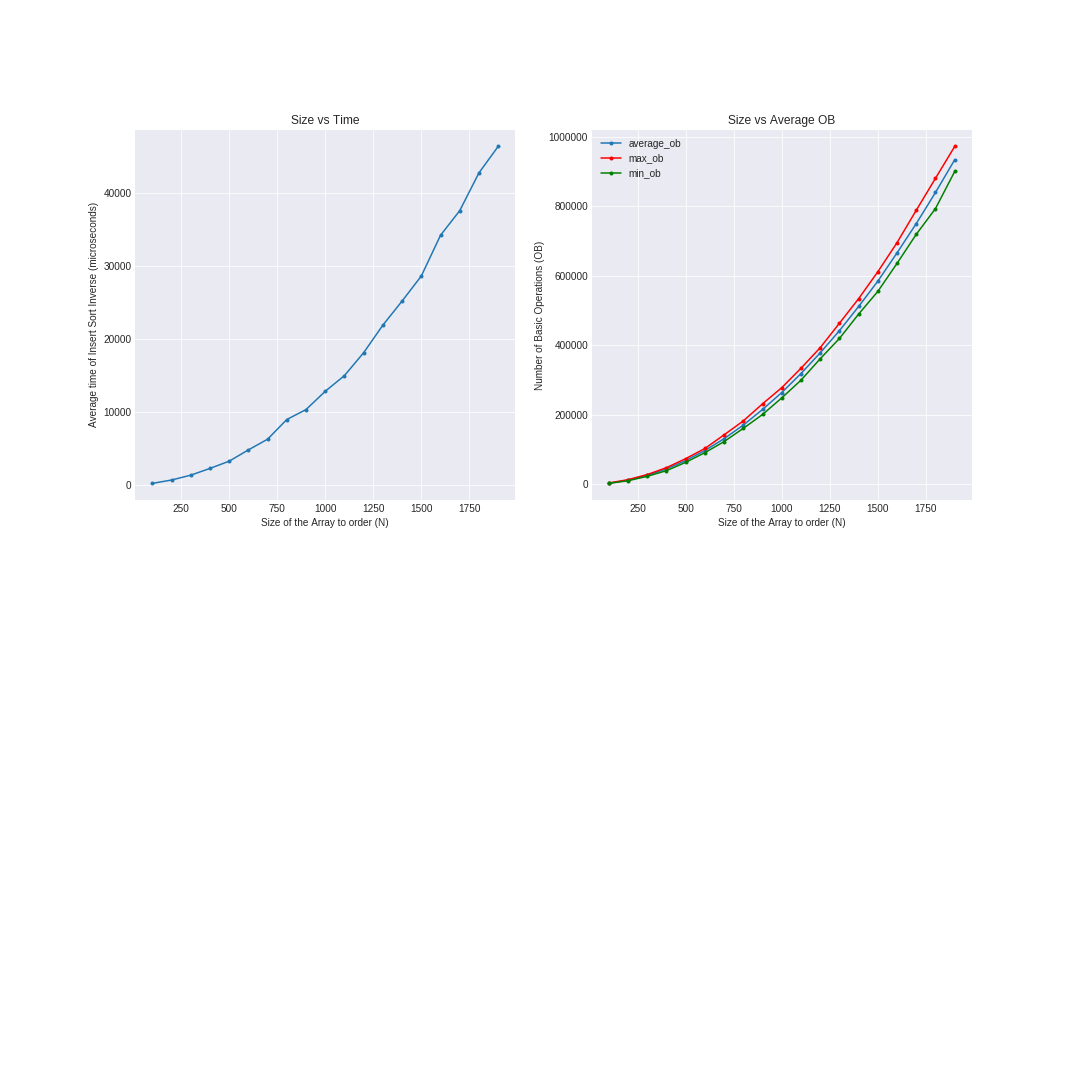 Size vs Time
Average time of Insert Sort Inverse (microseconds)
40000
30000
20000
10000
0
250 500 750 1000 1250 1500 1750
Size of the Array to order (N)
Size vs Average OB
average_ob
max_ob
min_ob
Number of Basic Operations (OB)
1000000
800000
600000
400000
200000
0
250 500 750 1000 1250 1500 1750
Size of the Array to order (N)